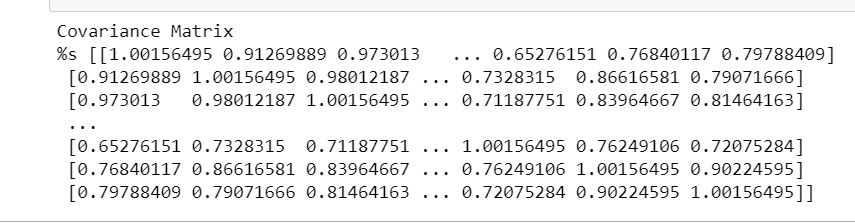 Covariance Matrix
%s [[1.00156495 0.91269889 0.973013   ... 0.65276151 0.76840117 0.79788409]
 [0.91269889 1.00156495 0.98012187 ... 0.7328315  0.86616581 0.79071666]
 [0.973013   0.98012187 1.00156495 ... 0.71187751 0.83964667 0.81464163]
 ...
 [0.65276151 0.7328315  0.71187751 ... 1.00156495 0.76249106 0.72075284]
 [0.76840117 0.86616581 0.83964667 ... 0.76249106 1.00156495 0.90224595]
 [0.79788409 0.79071666 0.81464163 ... 0.72075284 0.90224595 1.00156495]]